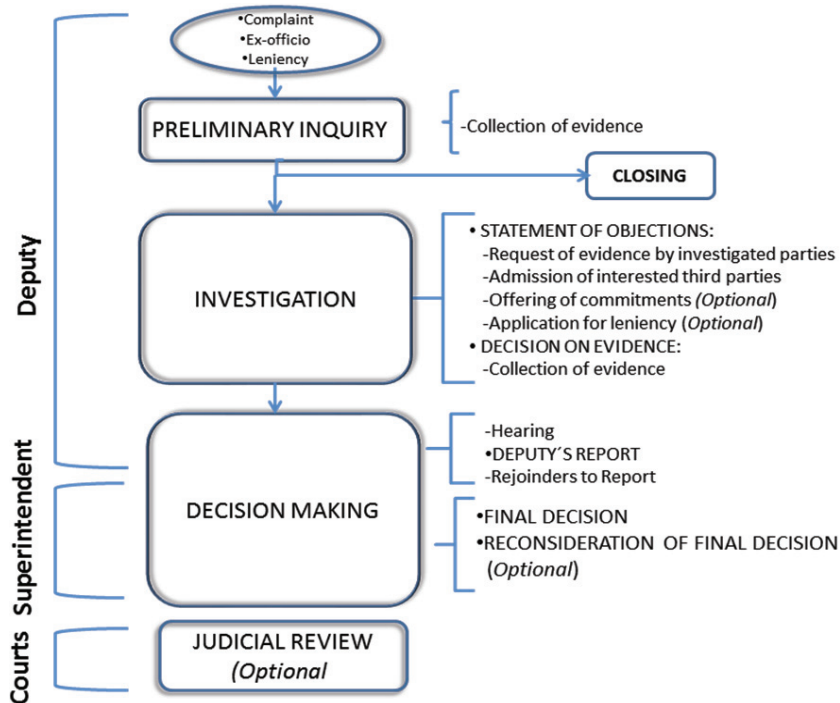 •Complaint
•Ex-officio
•Leniency
PRELIMINARY INQUIRY
-Collection of evidence
CLOSING
Deputy
INVESTIGATION
• STATEMENT OF OBJECTIONS:
-Request of evidence by investigated parties
-Admission of interested third parties
-Offering of commitments (Optional)
-Application for leniency (Optional)
• DECISION ON EVIDENCE:
-Collection of evidence
DECISION MAKING
-Hearing
•DEPUTY´S REPORT
-Rejoinders to Report
Superintendent
•FINAL DECISION
•RECONSIDERATION OF FINAL DECISION
(Optional)
Courts
JUDICIAL REVIEW
(Optional